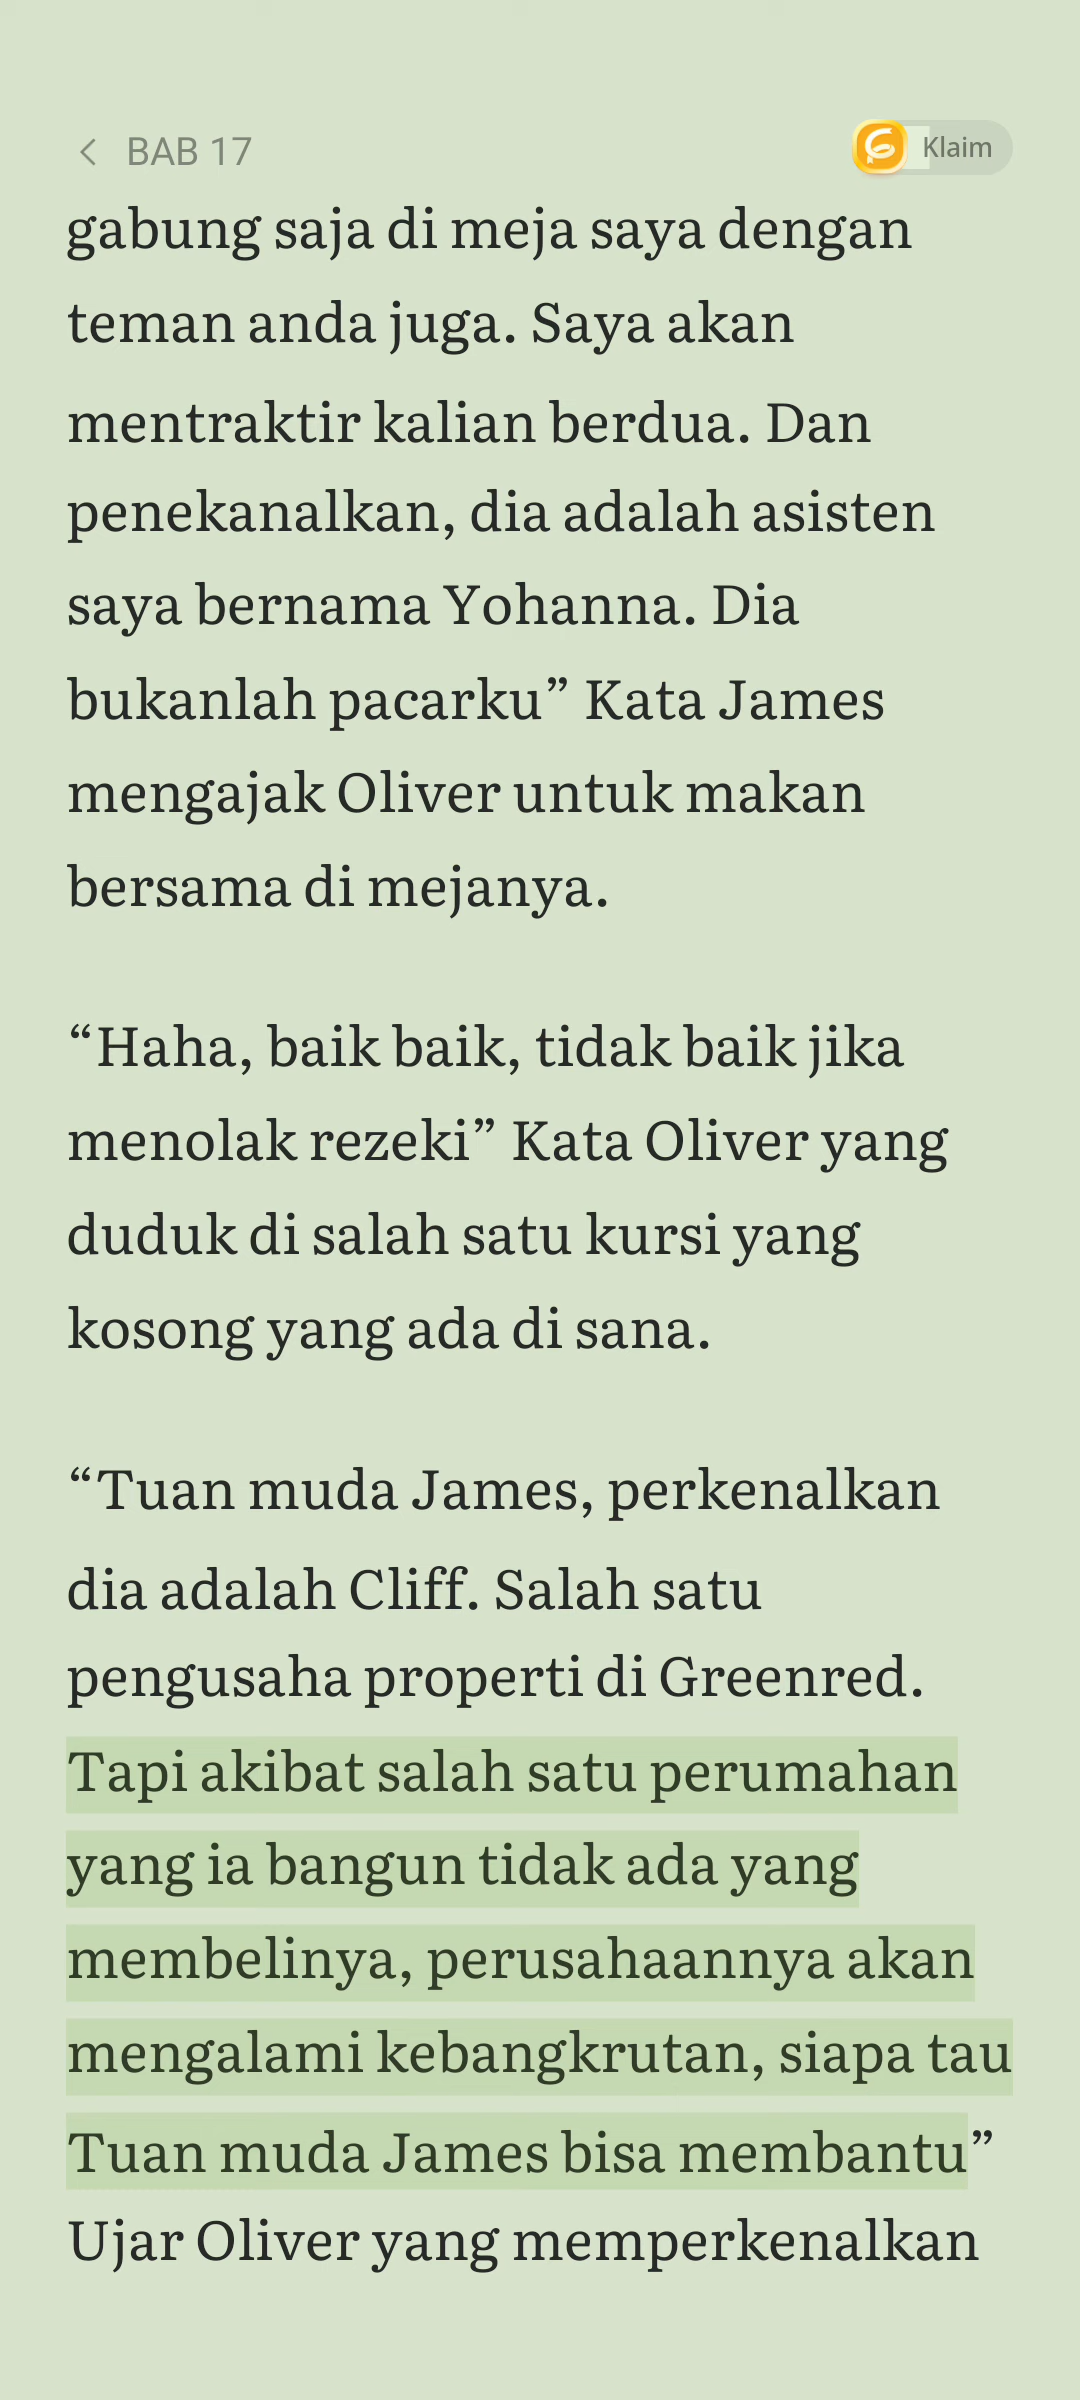 BAB 17
Klaim
gabung saja di meja saya dengan
teman anda juga. Saya akan
mentraktir kalian berdua. Dan
penekanalkan, dia adalah asisten
saya bernama Yohanna. Dia
bukanlah pacarku” Kata James
mengajak Oliver untuk makan
bersama di mejanya.
“Haha, baik baik, tidak baik jika
menolak rezeki” Kata Oliver yang
duduk di salah satu kursi yang
kosong yang ada di sana.
“Tuan muda James, perkenalkan
dia adalah Cliff. Salah satu
pengusaha properti di Greenred.
Tapi akibat salah satu perumahan
yang ia bangun tidak ada yang
membelinya, perusahaannya akan
mengalami kebangkrutan, siapa tau
Tuan muda James bisa membantu”
Ujar Oliver yang memperkenalkan